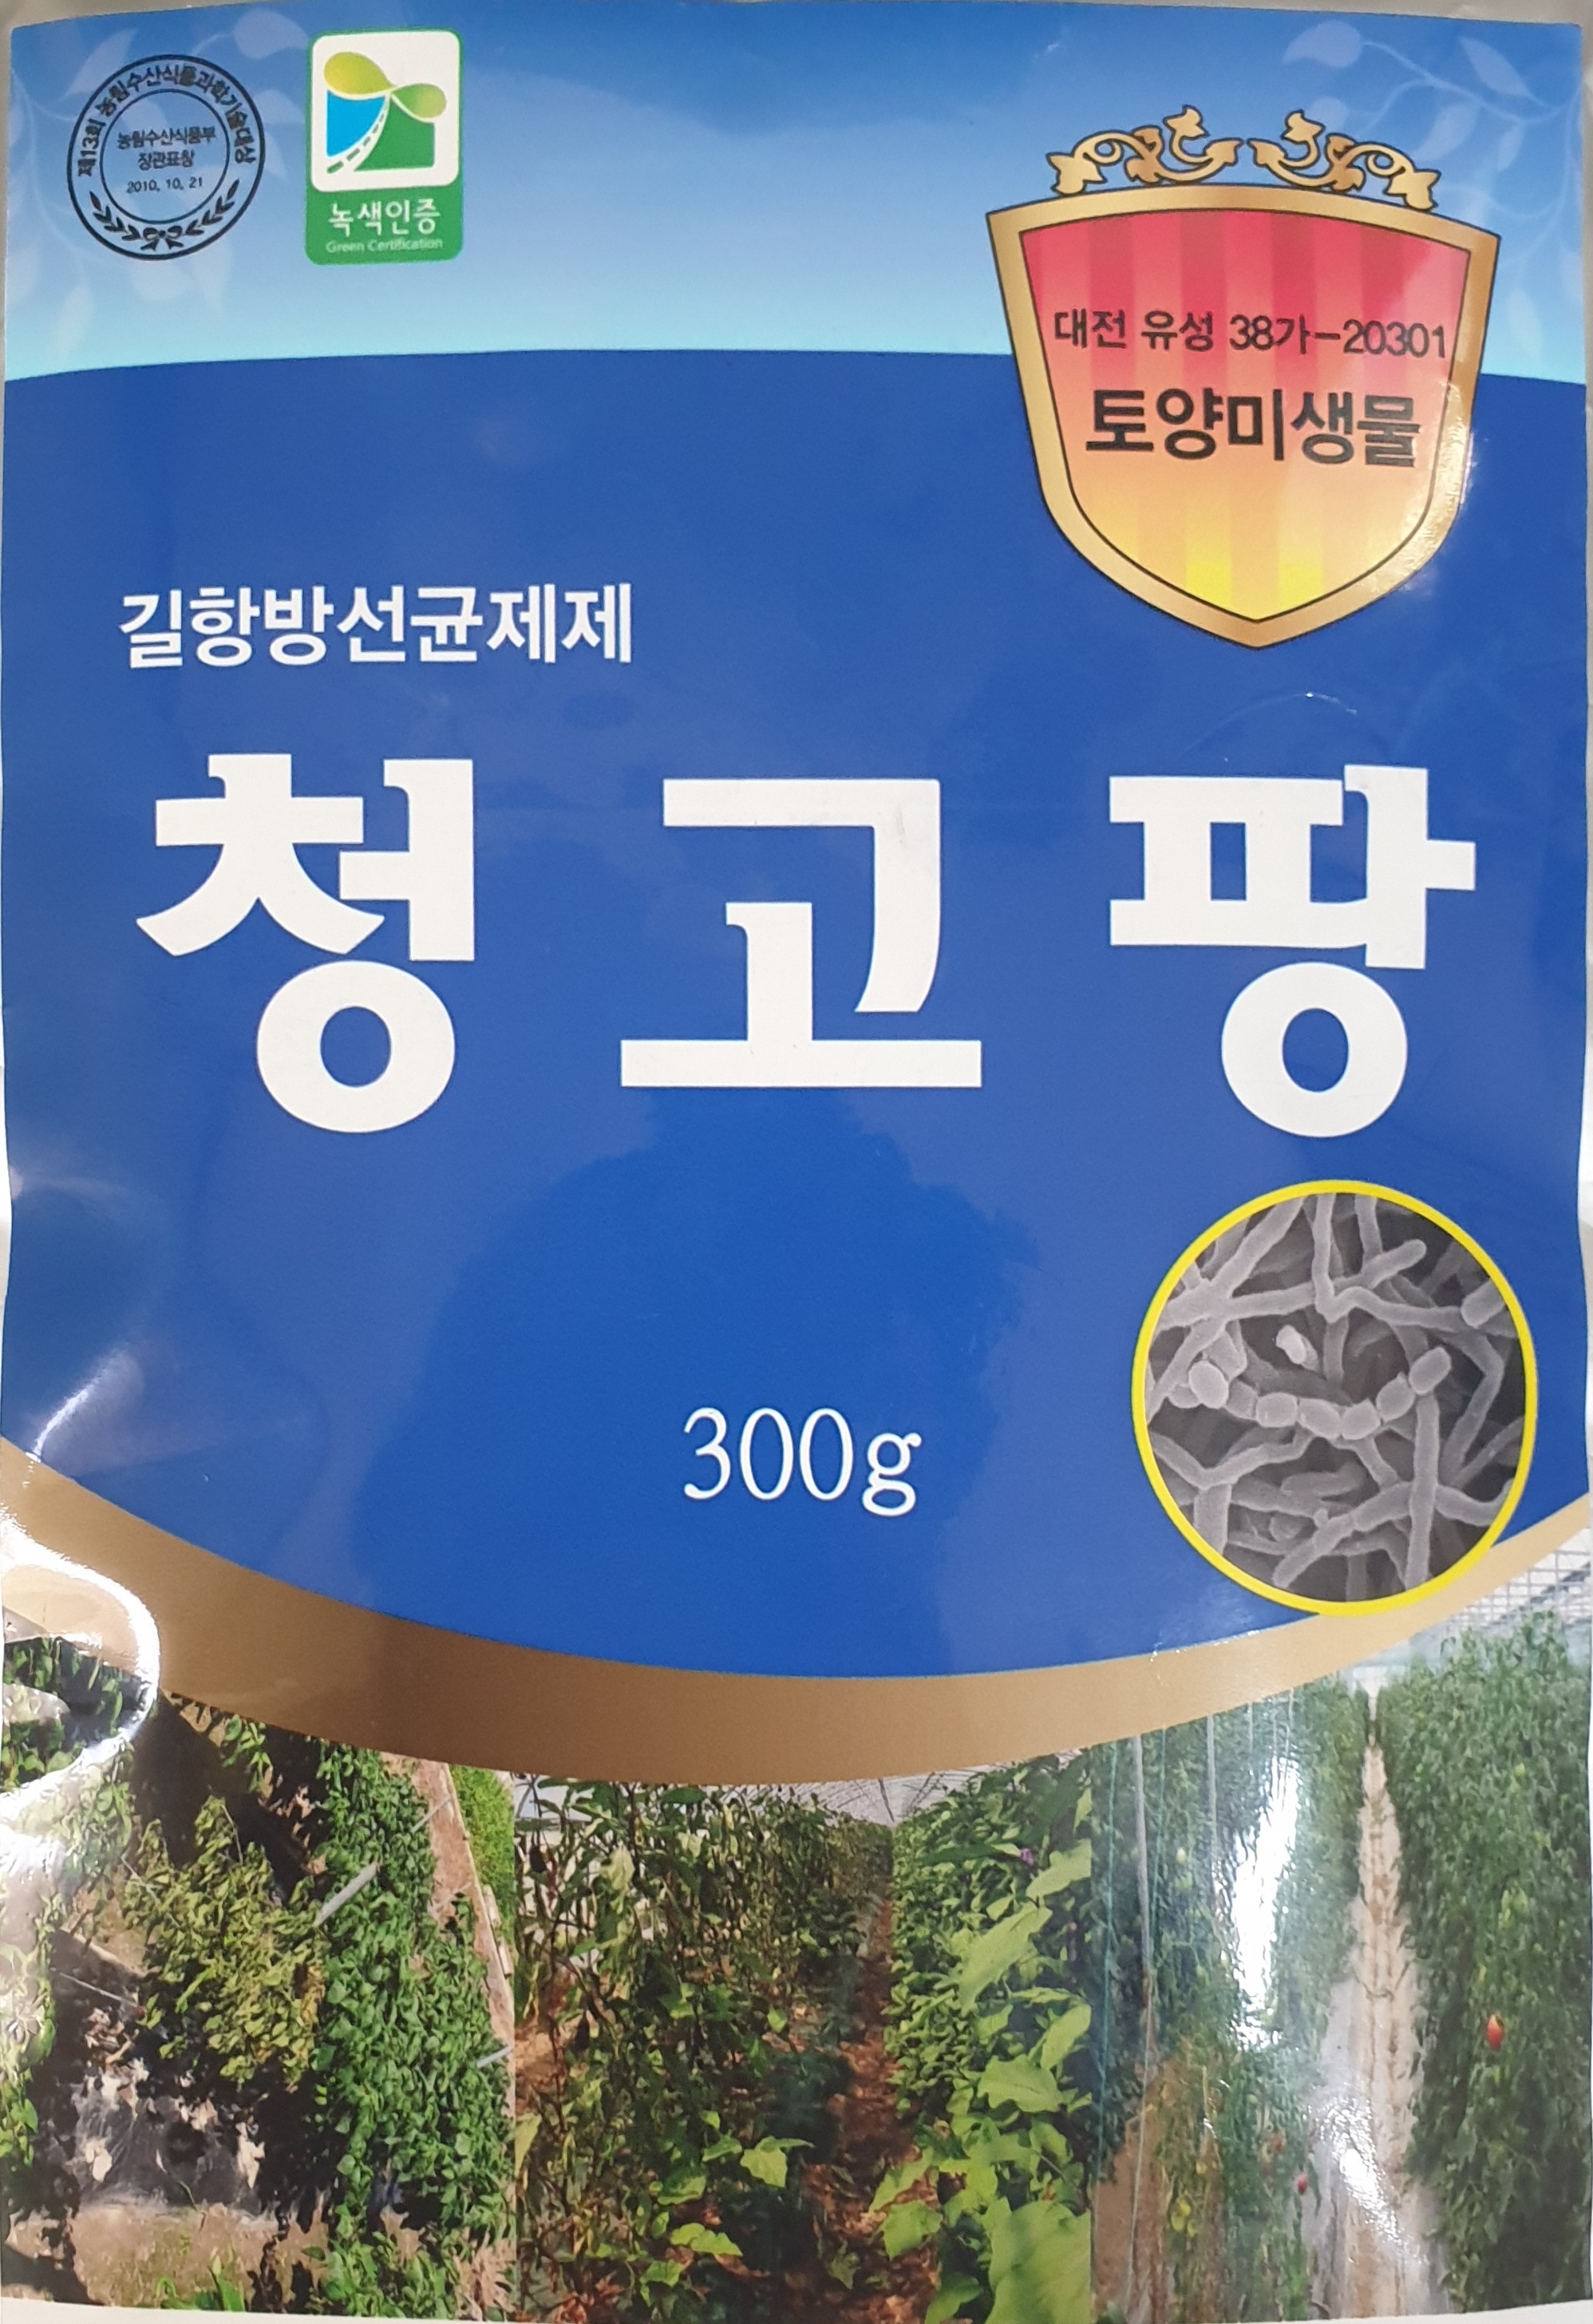 제13회 농림수산식품과학기술대상
농림수산식품부
장관표창
2010. 10. 21
녹색인증
Green Certification
대전 유성 38가-20301
토양미생물
길항방선균제제
청고팡
300g